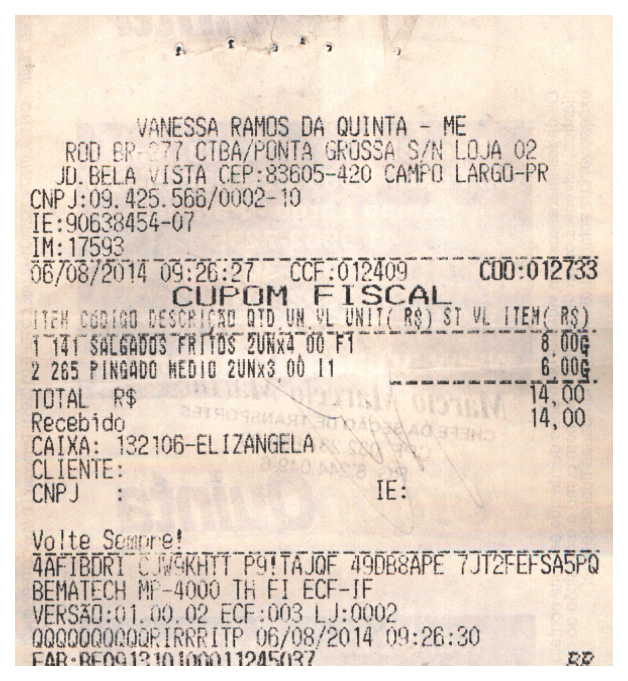 VANESSA RAMOS DA QUINTA - ME
ROD BR-277 CTBA/PONTA GROSSA S/N LOJA 02
JD.BELA VISTA CEP:83605-420 CAMPO LARGO-PR
CNPJ:09.425.566/0002-10
IE:90638454-07
IM:17593
06/08/2014 09:26:27 CCF:012409 COO:012733
CUPOM FISCAL
ITEM CÓDIGO DESCRIÇÃO QTD UN VL UNIT( R$) ST VL ITEM( R$)
1 141 SALGADOS FRITOS 2UNx4,00 F1 8,00G
2 265 PINGADO MEDIO 2UNx3,00 I1 6,00G
TOTAL R$ 14,00
Recebido 14,00
CAIXA: 132106-ELIZANGELA
CLIENTE:
CNPJ : IE:
Volte Sempre!
4AFIBDRI CJW9KHTT P9!TAJQF 49DB8APE 7JT2FEFSA5PQ
BEMATECH MP-4000 TH FI ECF-IF
VERSÃO:01.00.02 ECF:003 LJ:0002
QQQQQQQQQQRIRRRITP 06/08/2014 09:26:30
FAB:BE091310100011245037 BR